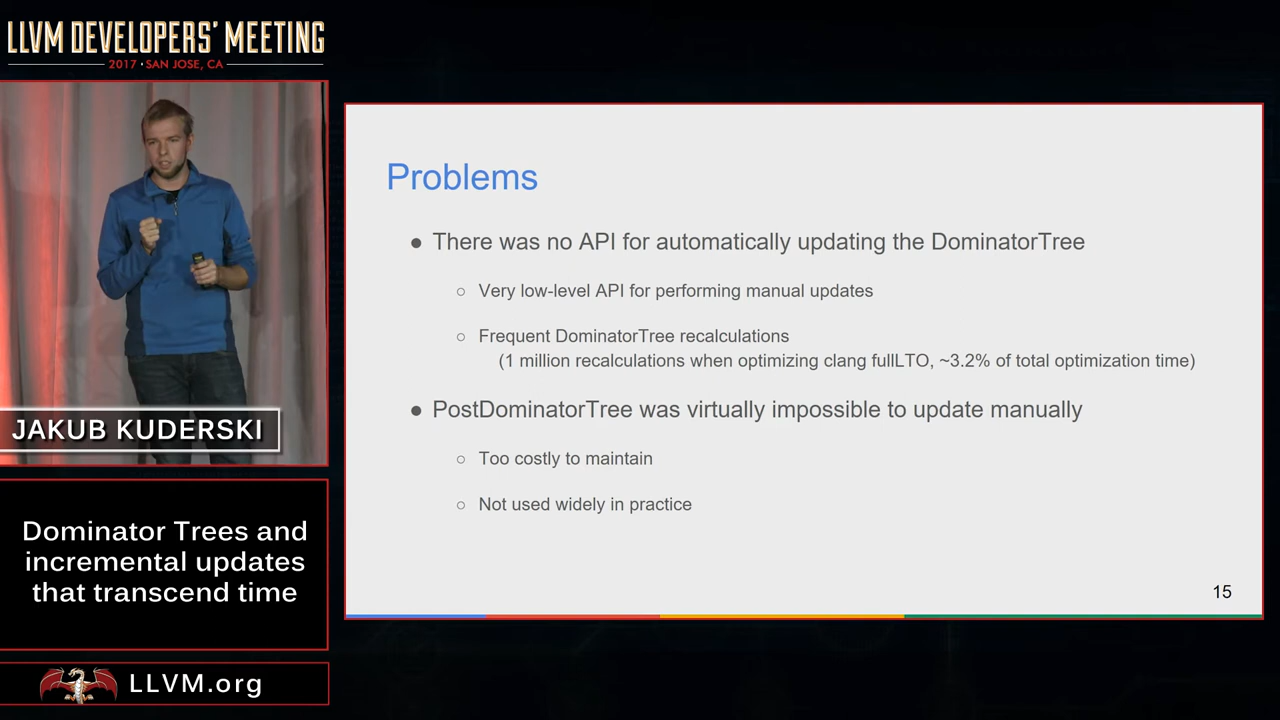 LLVM DEVELOPERS' MEETING
2017 · SAN JOSE, CA
JAKUB KUDERSKI
Dominator Trees and
incremental updates
that transcend time
LLVM.org
Problems
● There was no API for automatically updating the DominatorTree
○ Very low-level API for performing manual updates
○ Frequent DominatorTree recalculations
(1 million recalculations when optimizing clang fullLTO, ~3.2% of total optimization time)
● PostDominatorTree was virtually impossible to update manually
○ Too costly to maintain
○ Not used widely in practice
15